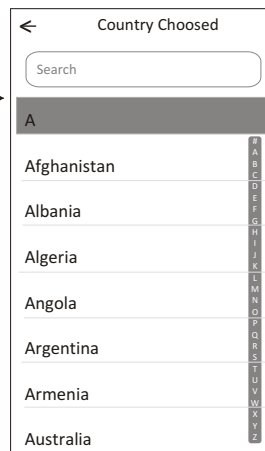 Country Choosed
Search
A
Afghanistan
Albania
Algeria
Angola
Argentina
Armenia
Australia
#
A
B
C
D
E
F
G
H
I
J
K
L
M
N
O
P
Q
R
S
T
U
V
W
X
Y
Z